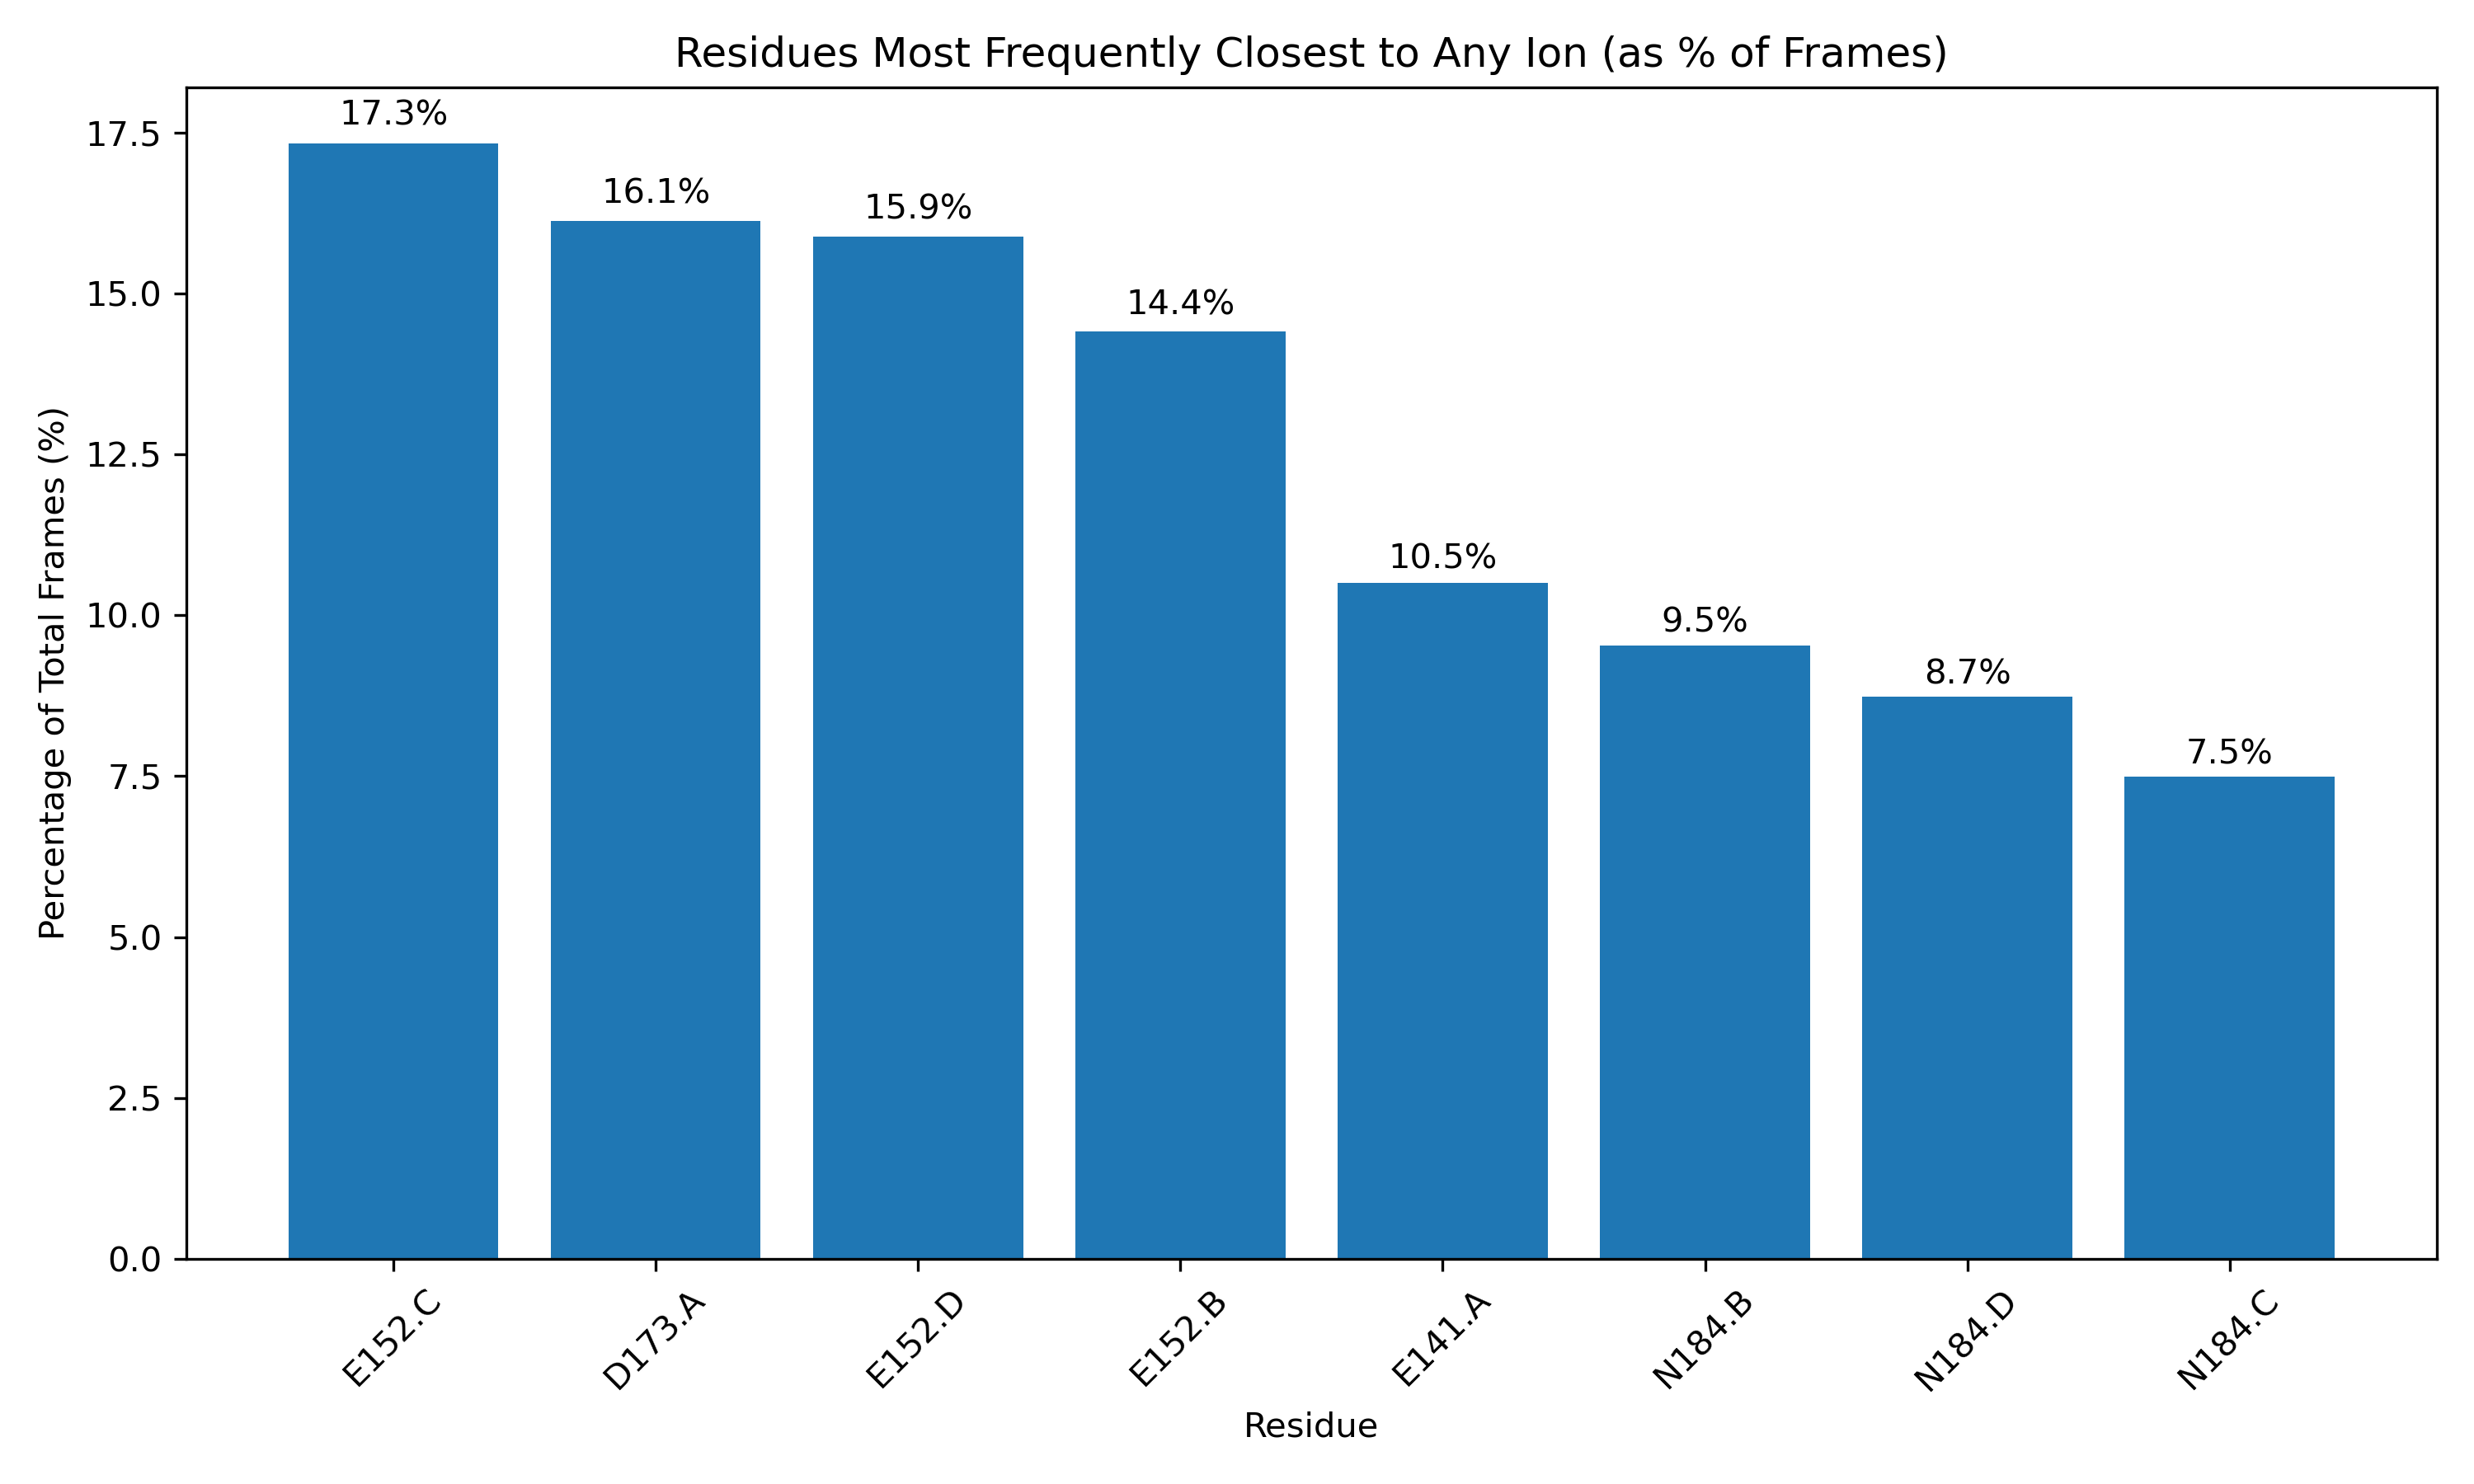 Residues Most Frequently Closest to Any Ion (as % of Frames)
Percentage of Total Frames (%)
17.5
15.0
12.5
10.0
7.5
5.0
2.5
0.0
17.3%
16.1%
15.9%
14.4%
10.5%
9.5%
8.7%
7.5%
E152.C
D173.A
E152.D
E152.B
E141.A
N184.B
N184.D
N184.C
Residue